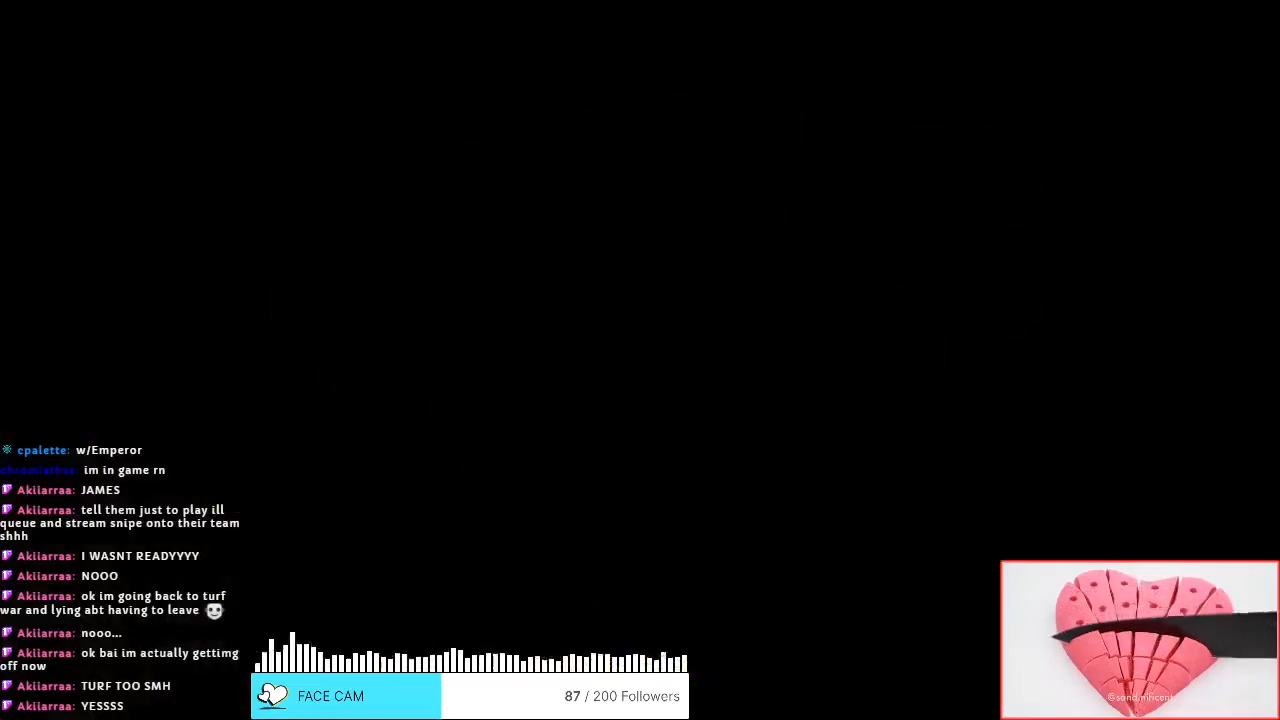 cpalette: w/Emperor
im in game rn
Akiiarraa: JAMES
Akiiarraa: tell them just to play ill
queue and stream snipe onto their team
shhh
Akiiarraa: I WASNT READYYYY
Akiiarraa: NOOO
Akiiarraa: ok im going back to turf
war and lying abt having to leave
Akiiarraa: nooo...
Akiiarraa: ok bai im actually gettimg
off now
Akiiarraa: TURF TOO SMH
Akiiarraa: YESSSS
FACE CAM
87 / 200 Followers